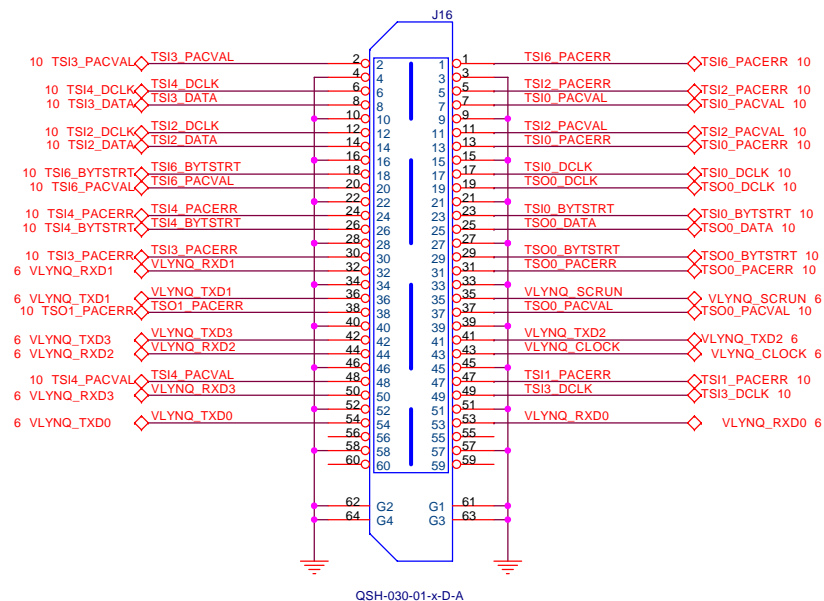 J16
10 TSI3_PACVAL TSI3_PACVAL 2 2 1 1 TSI6_PACERR TSI6_PACERR 10
4 4 3 3
10 TSI4_DCLK TSI4_DCLK 6 6 5 5 TSI2_PACERR TSI2_PACERR 10
10 TSI3_DATA TSI3_DATA 8 8 7 7 TSI0_PACVAL TSI0_PACVAL 10
10 10 9 9
10 TSI2_DCLK TSI2_DCLK 12 12 11 11 TSI2_PACVAL TSI2_PACVAL 10
10 TSI2_DATA TSI2_DATA 14 14 13 13 TSI0_PACERR TSI0_PACERR 10
16 16 15 15
10 TSI6_BYTSTRT TSI6_BYTSTRT 18 18 17 17 TSI0_DCLK TSI0_DCLK 10
10 TSI6_PACVAL TSI6_PACVAL 20 20 19 19 TSO0_DCLK TSO0_DCLK 10
22 22 21 21
10 TSI4_PACERR TSI4_PACERR 24 24 23 23 TSI0_BYTSTRT TSI0_BYTSTRT 10
10 TSI4_BYTSTRT TSI4_BYTSTRT 26 26 25 25 TSO0_DATA TSO0_DATA 10
28 28 27 27
10 TSI3_PACERR TSI3_PACERR 30 30 29 29 TSO0_BYTSTRT TSO0_BYTSTRT 10
6 VLYNQ_RXD1 VLYNQ_RXD1 32 32 31 31 TSO0_PACERR TSO0_PACERR 10
34 34 33 33
6 VLYNQ_TXD1 VLYNQ_TXD1 36 36 35 35 VLYNQ_SCRUN VLYNQ_SCRUN 6
10 TSO1_PACERR TSO1_PACERR 38 38 37 37 TSO0_PACVAL TSO0_PACVAL 10
40 40 39 39
6 VLYNQ_TXD3 VLYNQ_TXD3 42 42 41 41 VLYNQ_TXD2 VLYNQ_TXD2 6
6 VLYNQ_RXD2 VLYNQ_RXD2 44 44 43 43 VLYNQ_CLOCK VLYNQ_CLOCK 6
46 46 45 45
10 TSI4_PACVAL TSI4_PACVAL 48 48 47 47 TSI1_PACERR TSI1_PACERR 10
6 VLYNQ_RXD3 VLYNQ_RXD3 50 50 49 49 TSI3_DCLK TSI3_DCLK 10
52 52 51 51
6 VLYNQ_TXD0 VLYNQ_TXD0 54 54 53 53 VLYNQ_RXD0 VLYNQ_RXD0 6
56 56 55 55
58 58 57 57
60 60 59 59
62 G2 G1 61
64 G4 G3 63
QSH-030-01-x-D-A